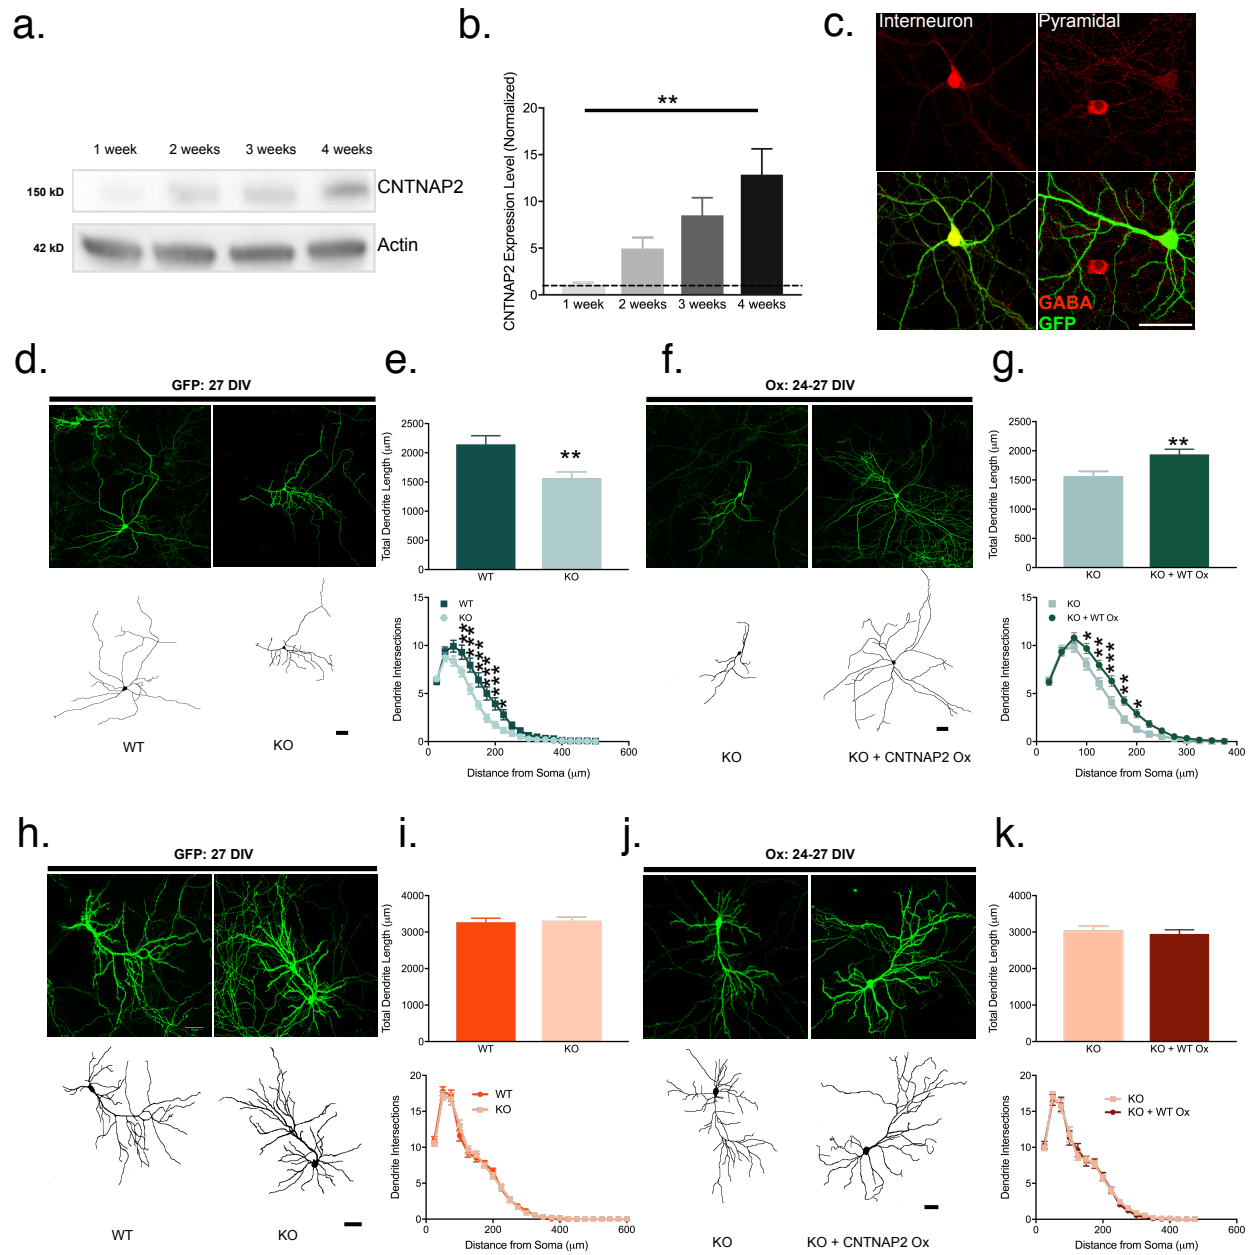 a.
1 week 2 weeks 3 weeks 4 weeks
150 kD
CNTNAP2
42 kD
Actin
b.
CNTNAP2 Expression Level (Normalized)
20
15
10
5
0
**
1 week 2 weeks 3 weeks 4 weeks
c.
Interneuron Pyramidal
GABA
GFP
d.
GFP: 27 DIV
WT KO
e.
Total Dendrite Length (μm)
2500
2000
1500
1000
500
0
**
WT KO
Dendrite Intersections
15
10
5
0
WT
KO
0 200 400 600
Distance from Soma (μm)
f.
Ox: 24-27 DIV
KO KO + CNTNAP2 Ox
g.
Total Dendrite Length (μm)
2500
2000
1500
1000
500
0
**
KO KO + WT Ox
Dendrite Intersections
15
10
5
0
KO
KO + WT Ox
0 100 200 300 400
Distance from Soma (μm)
h.
GFP: 27 DIV
WT KO
i.
Total Dendrite Length (μm)
4000
3000
2000
1000
0
WT KO
Dendrite Intersections
20
15
10
5
0
WT
KO
0 200 400 600
Distance from Soma (μm)
j.
Ox: 24-27 DIV
KO KO + CNTNAP2 Ox
k.
Total Dendrite Length (μm)
4000
3000
2000
1000
0
KO KO + WT Ox
Dendrite Intersections
20
15
10
5
0
KO
KO + WT Ox
0 200 400 600
Distance from Soma (μm)